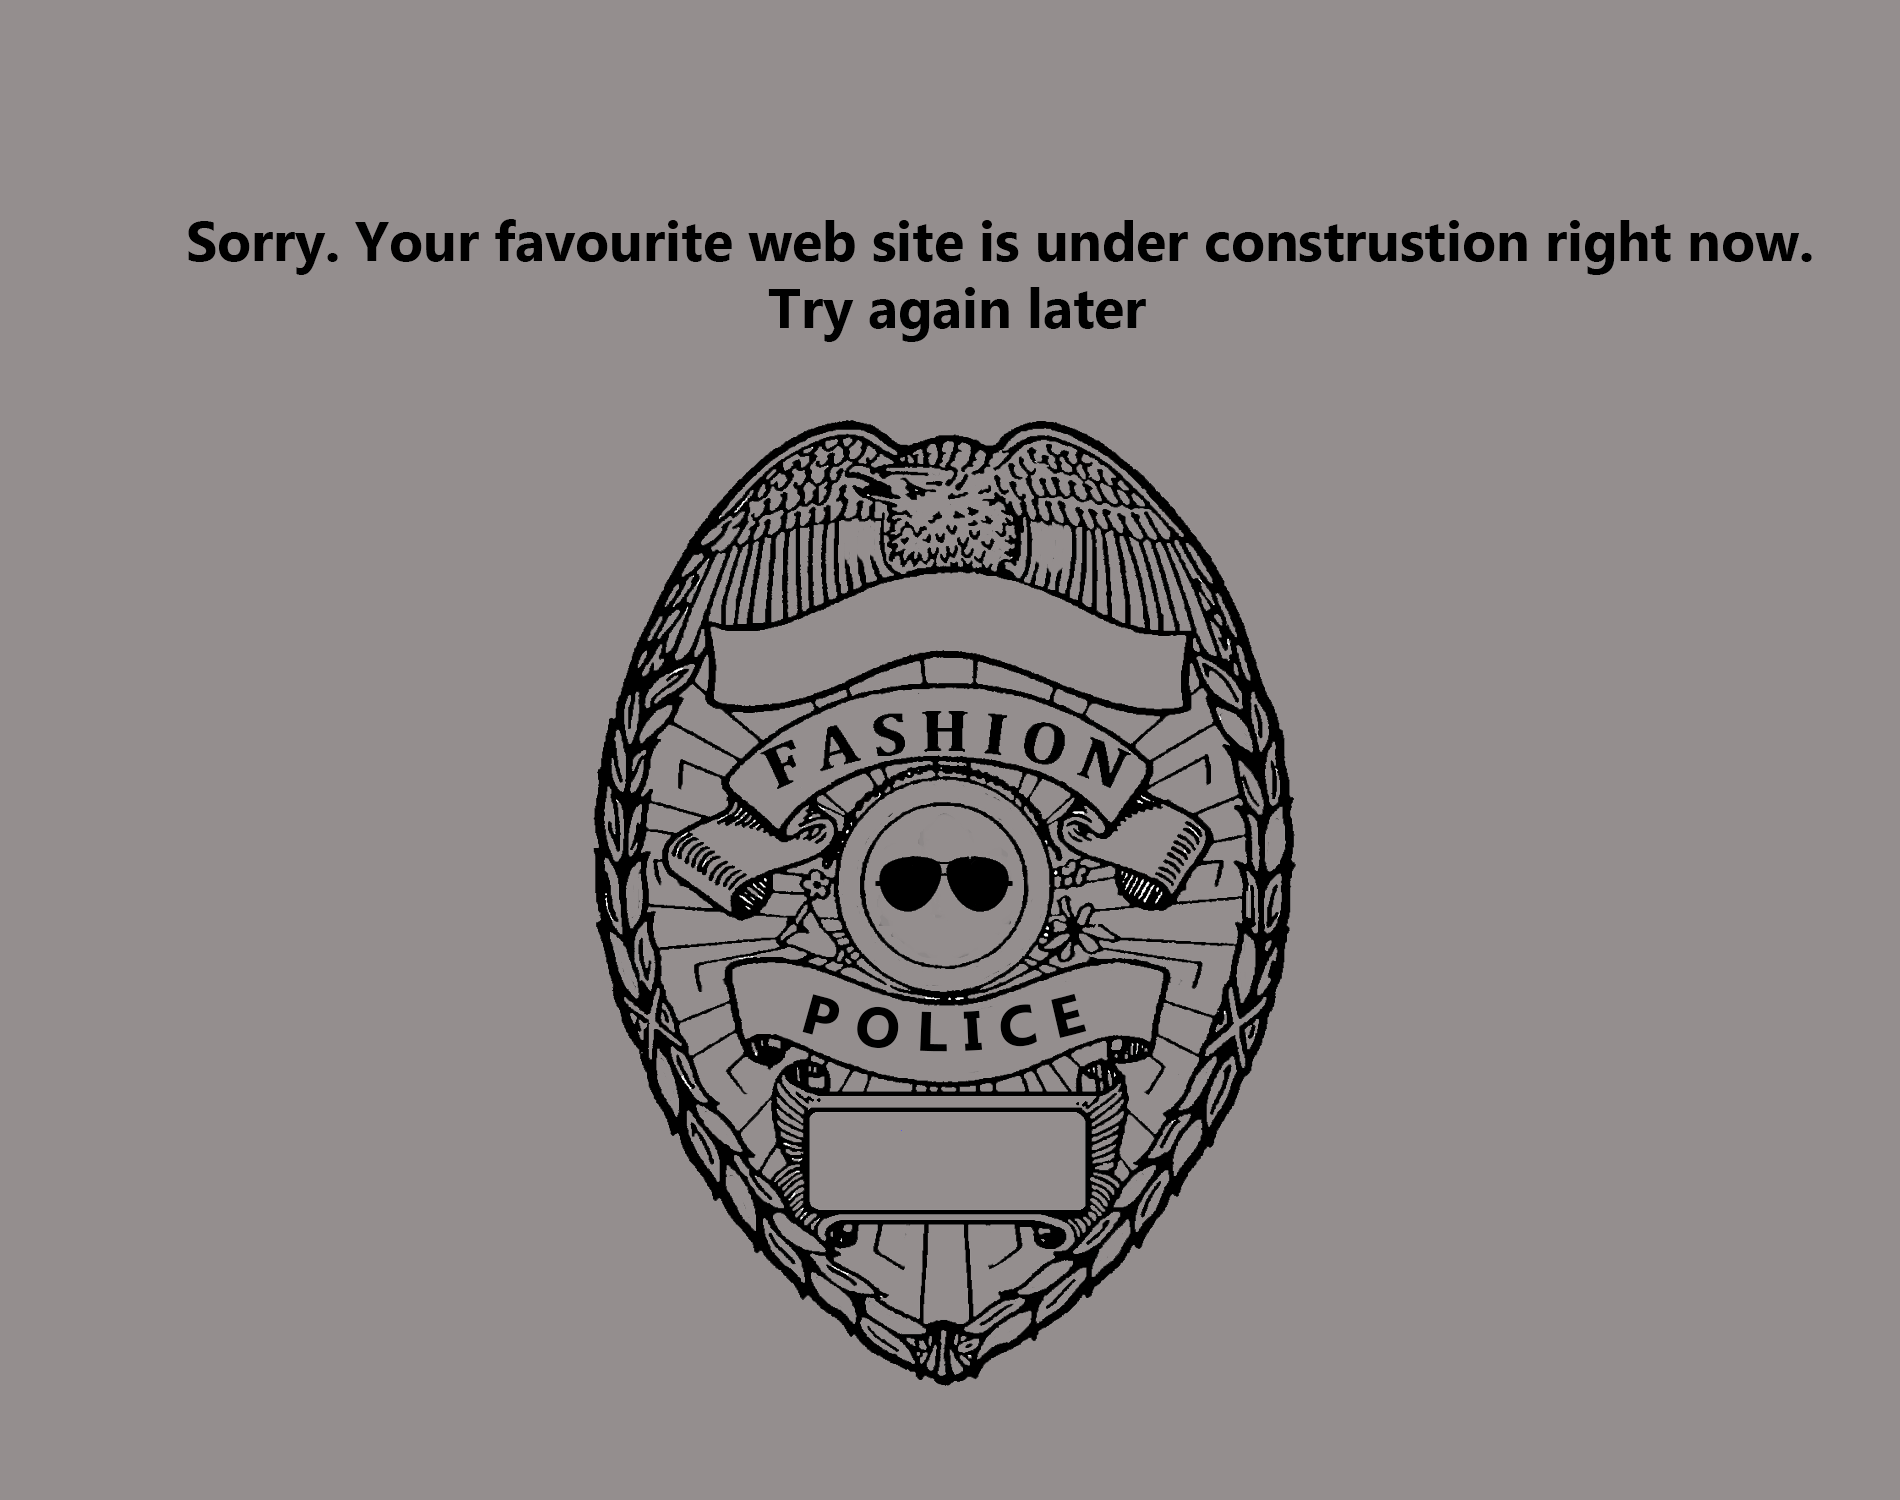 Sorry. Your favourite web site is under construstion right now.
Try again later
FASHION
POLICE